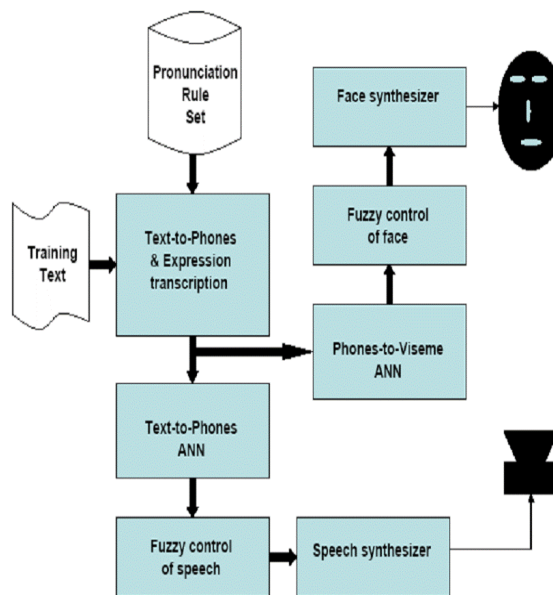 Pronunciation
Rule
Set
Face synthesizer
Training
Text
Text-to-Phones
& Expression
transcription
Fuzzy control
of face
Phones-to-Viseme
ANN
Text-to-Phones
ANN
Fuzzy control
of speech
Speech synthesizer